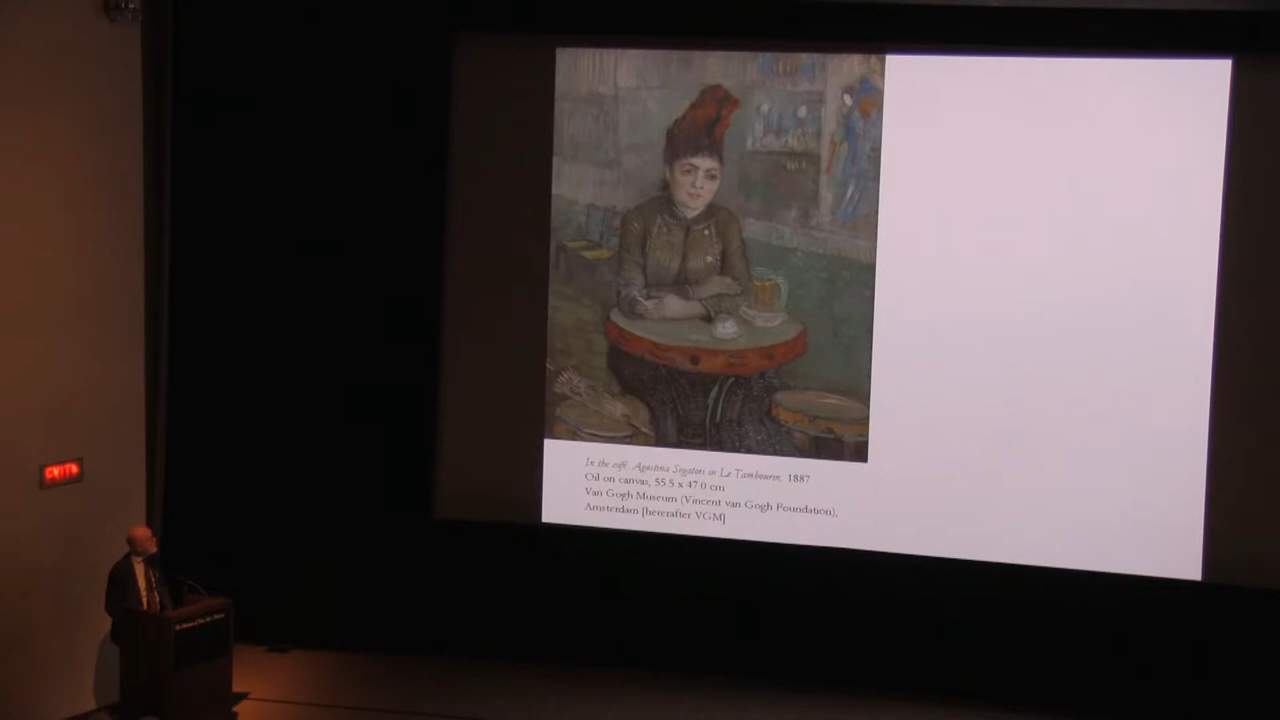 In the café Agostina Segatori in Le Tambourin, 1887
Oil on canvas, 55.5 x 47.0 cm
Van Gogh Museum (Vincent van Gogh Foundation),
Amsterdam [hereafter VGM]